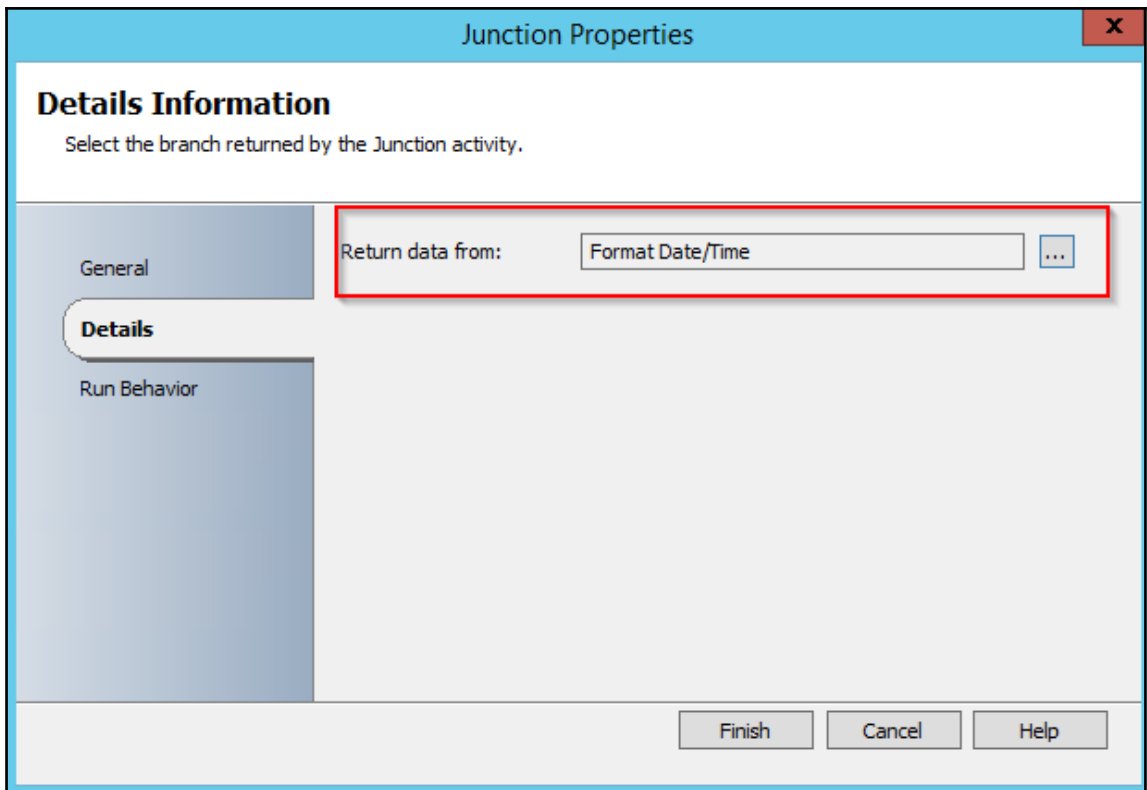 Junction Properties
x
Details Information
Select the branch returned by the Junction activity.
General
Details
Run Behavior
Return data from: Format Date/Time ...
Finish Cancel Help